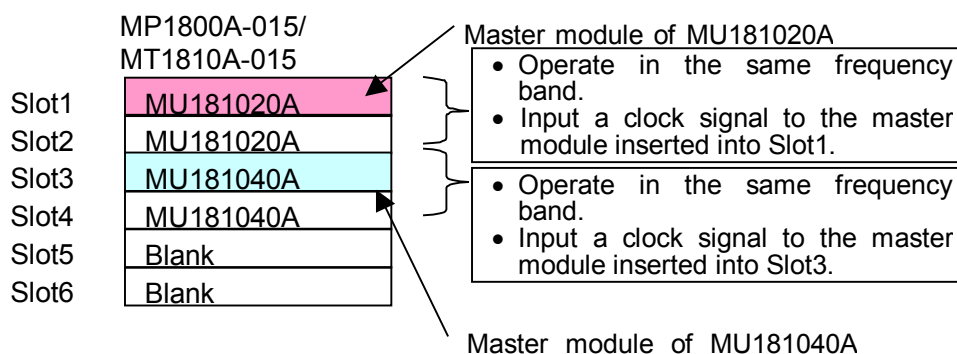 MP1800A-015/
MT1810A-015
Master module of MU181020A
Slot1 MU181020A
Slot2 MU181020A
Slot3 MU181040A
Slot4 MU181040A
Slot5 Blank
Slot6 Blank
• Operate in the same frequency
band.
• Input a clock signal to the master
module inserted into Slot1.
• Operate in the same frequency
band.
• Input a clock signal to the master
module inserted into Slot3.
Master module of MU181040A